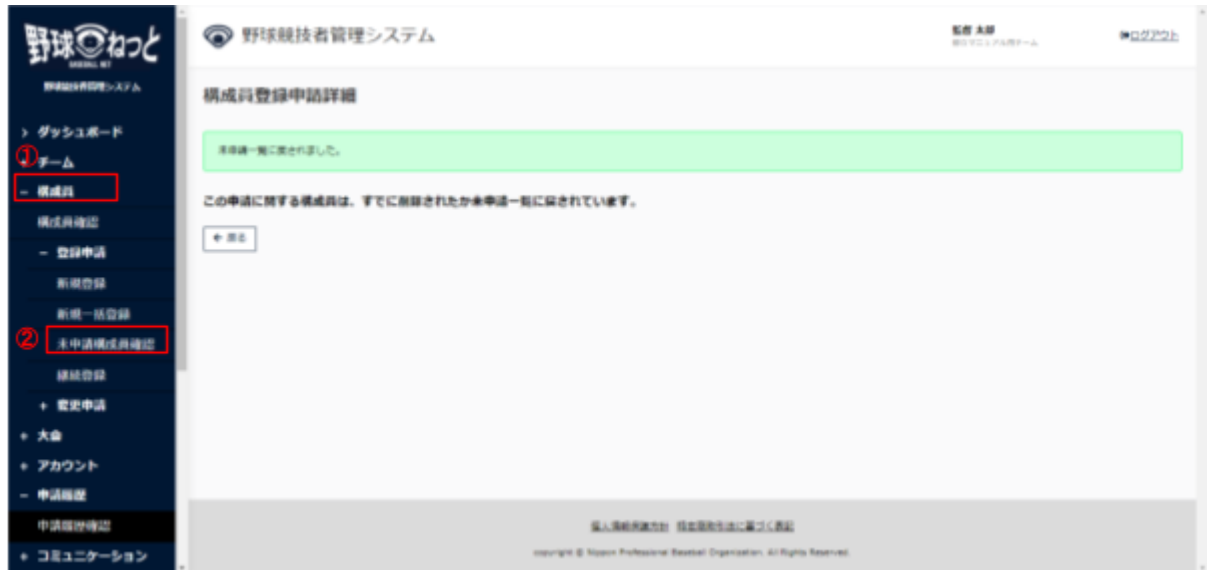 野球ねっと
BASEBALL NET
野球競技者管理システム
> ダッシュボード
①
+ チーム
− 構成員
構成員確認
− 登録申請
新規登録
新規一括登録
②
未申請構成員確認
継続登録
+ 変更申請
+ 大会
+ アカウント
− 申請履歴
申請履歴確認
+ コミュニケーション
野球競技者管理システム
監督 太郎
ログアウト
構成員登録申請詳細
未申請一覧に戻されました。
この申請に関する構成員は、すでに削除されたか未申請一覧に戻されています。
← 戻る
個人情報保護方針 特定商取引法に基づく表記
copyright © Nippon Professional Baseball Organization. All Rights Reserved.